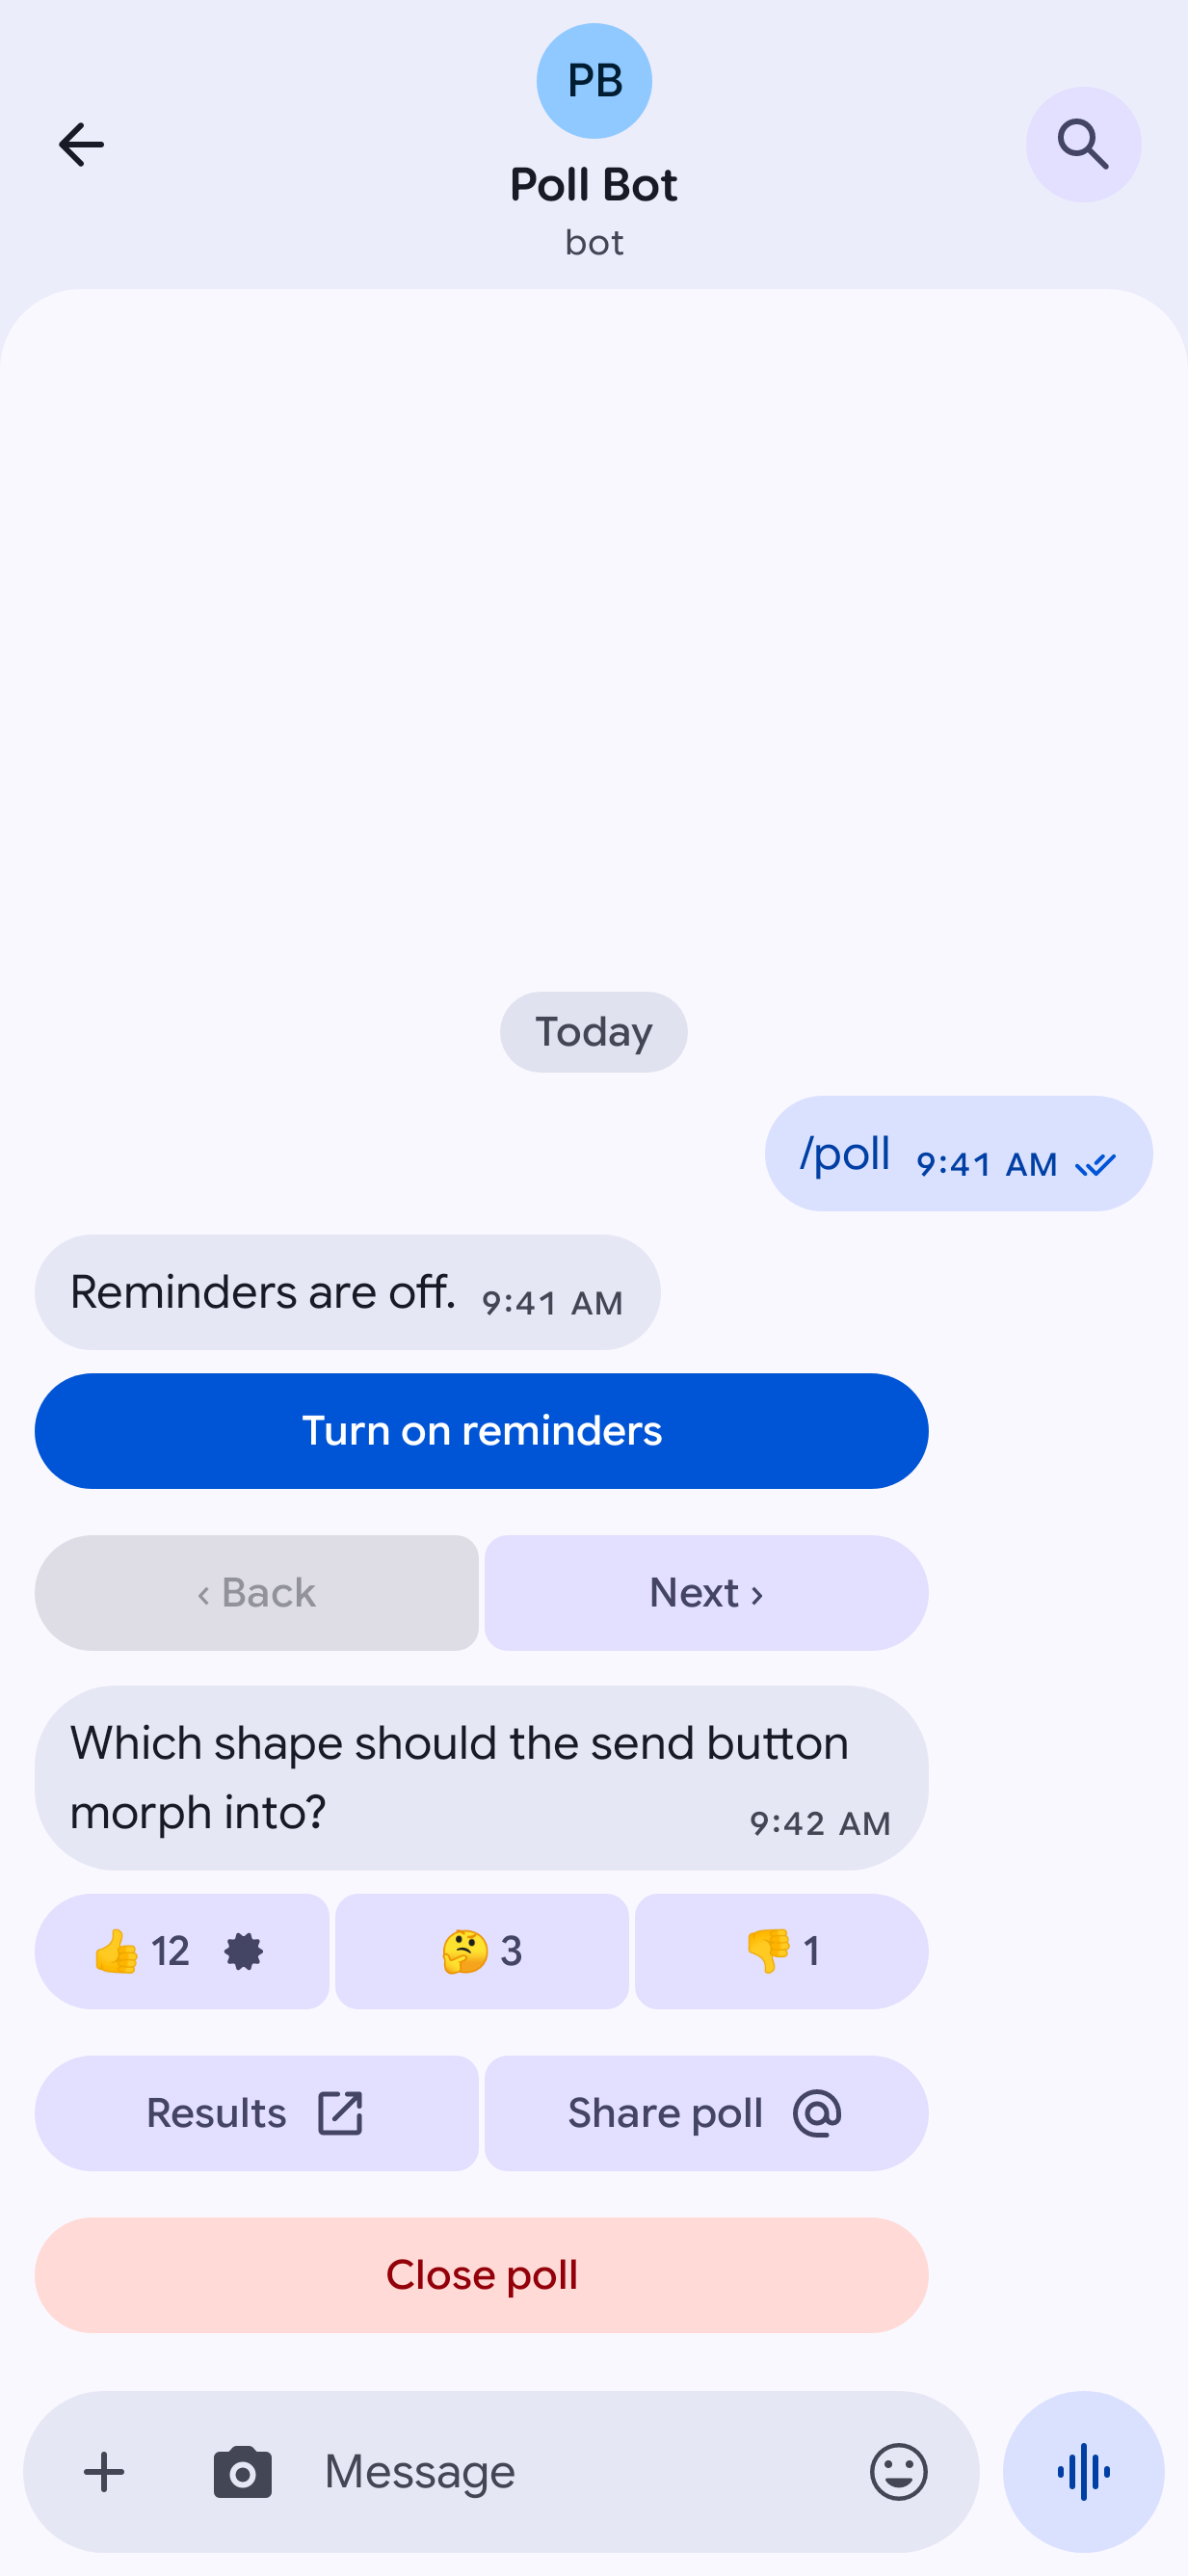 PB
Poll Bot
bot
Today
/poll 9:41 AM
Reminders are off. 9:41 AM
Turn on reminders
‹ Back
Next ›
Which shape should the send button
morph into? 9:42 AM
👍 12
🤔 3
👎 1
Results
Share poll
Close poll
Message